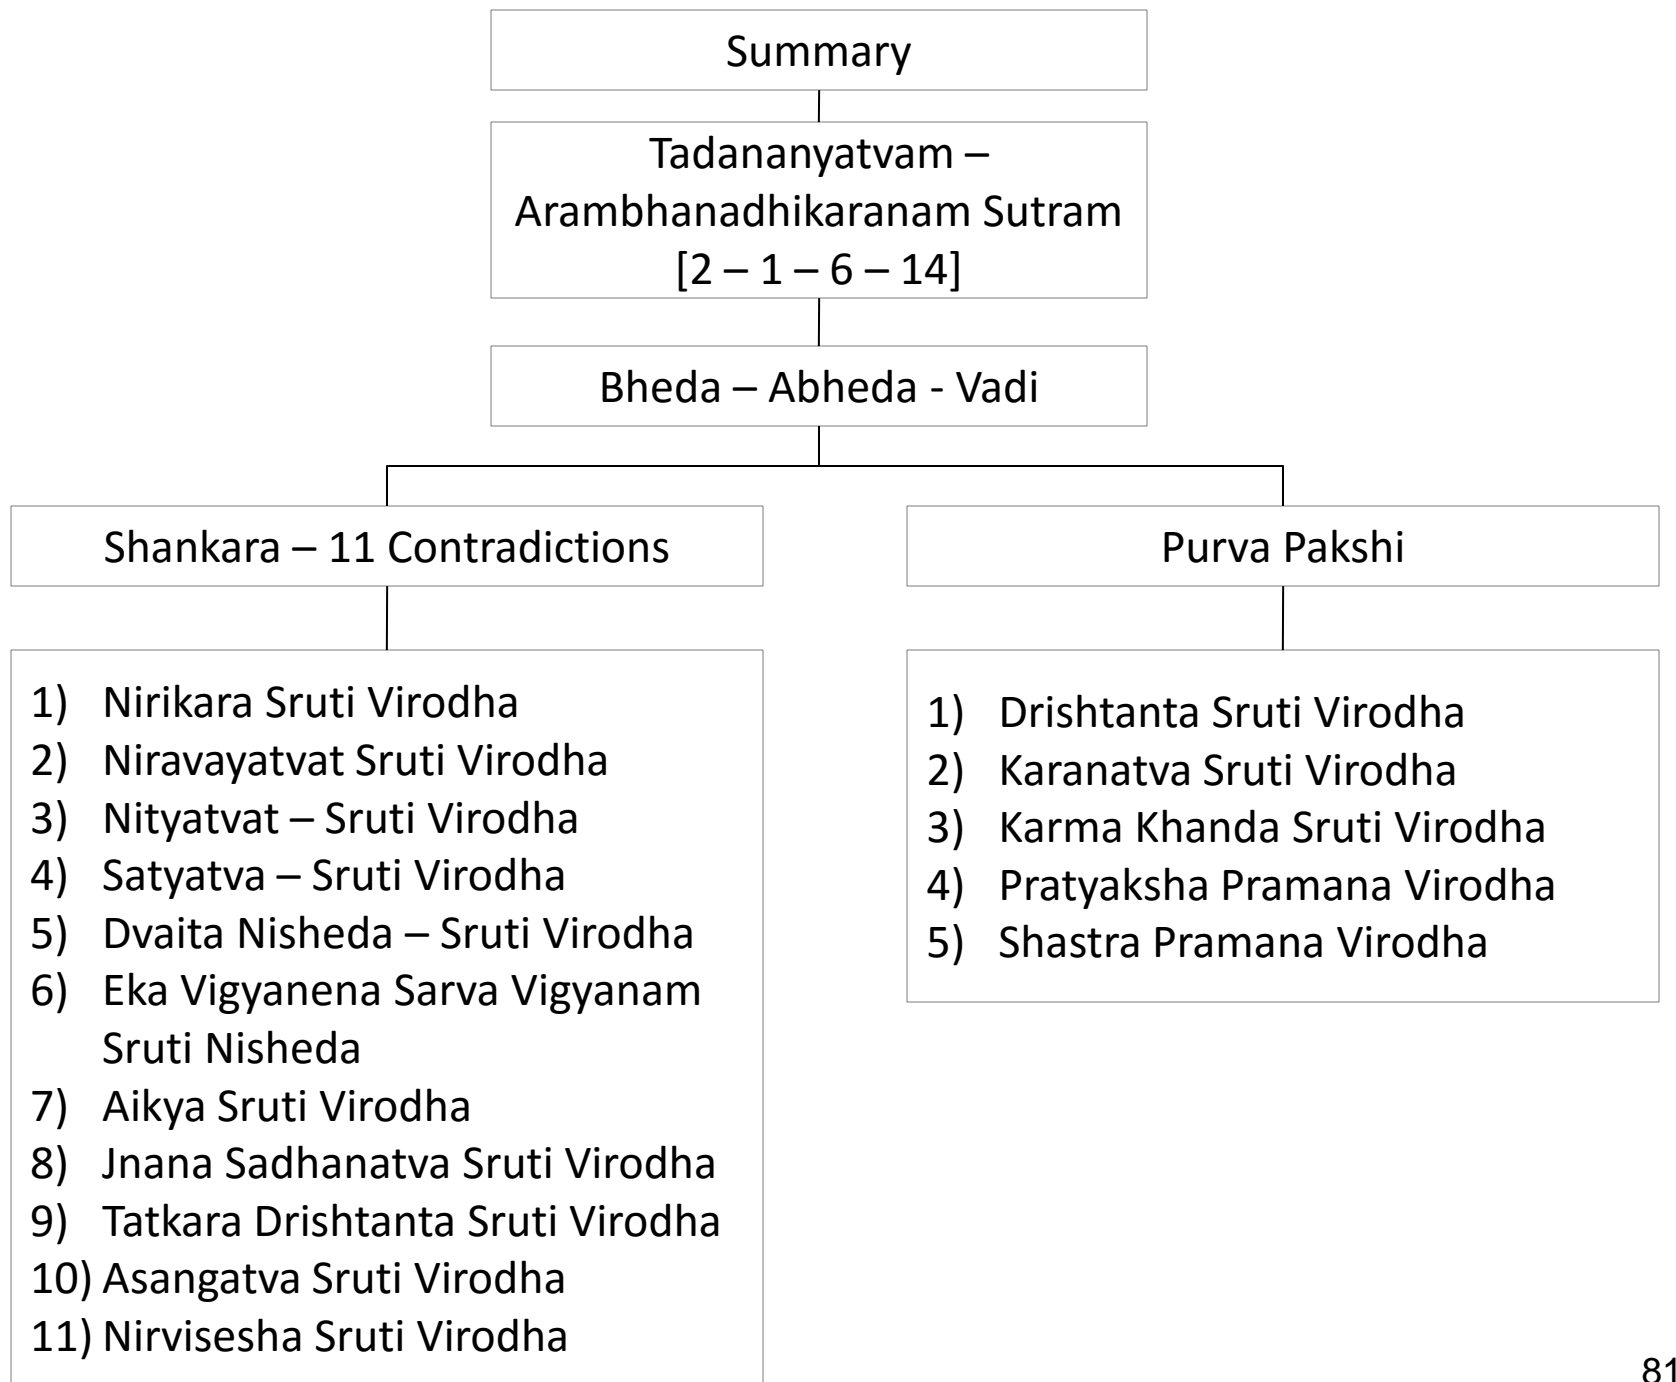 Summary
Tadananyatvam –
Arambhanadhikaranam Sutram
[2 – 1 – 6 – 14]
Bheda – Abheda - Vadi
Shankara – 11 Contradictions
1) Nirikara Sruti Virodha
2) Niravayatvat Sruti Virodha
3) Nityatvat – Sruti Virodha
4) Satyatva – Sruti Virodha
5) Dvaita Nisheda – Sruti Virodha
6) Eka Vigyanena Sarva Vigyanam
Sruti Nisheda
7) Aikya Sruti Virodha
8) Jnana Sadhanatva Sruti Virodha
9) Tatkara Drishtanta Sruti Virodha
10) Asangatva Sruti Virodha
11) Nirvisesha Sruti Virodha
Purva Pakshi
1) Drishtanta Sruti Virodha
2) Karanatva Sruti Virodha
3) Karma Khanda Sruti Virodha
4) Pratyaksha Pramana Virodha
5) Shastra Pramana Virodha
81